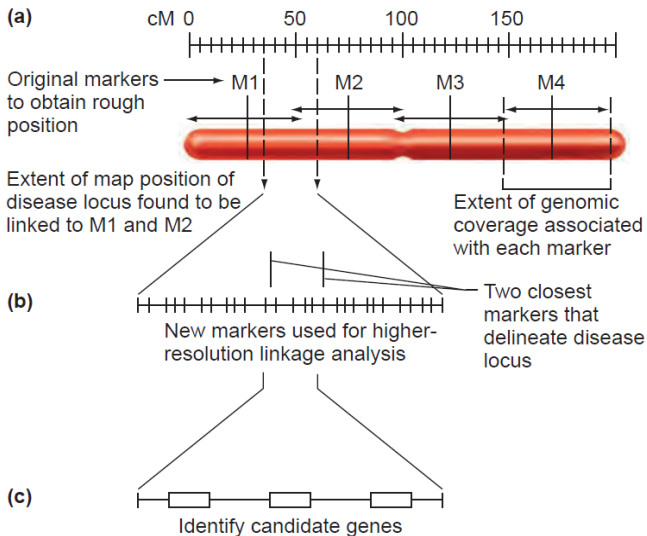 (a)
cM 0 50 100 150
Original markers
to obtain rough
position
M1 M2 M3 M4
Extent of map position of
disease locus found to be
linked to M1 and M2
Extent of genomic
coverage associated
with each marker
(b)
New markers used for higher-
resolution linkage analysis
Two closest
markers that
delineate disease
locus
(c)
Identify candidate genes